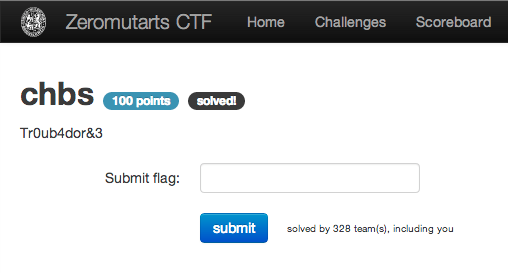 Zeromutarts CTF Home Challenges Scoreboard
chbs 100 points solved!
Tr0ub4dor&3
Submit flag:
submit solved by 328 team(s), including you